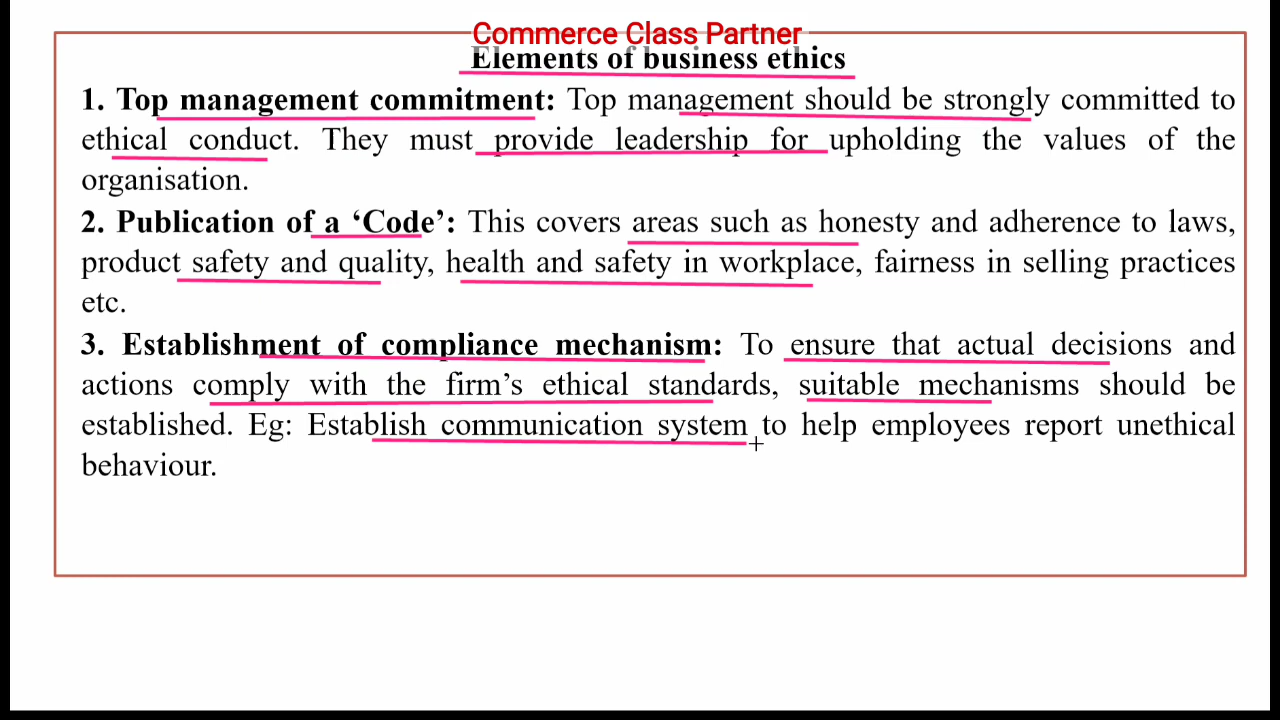 Commerce Class Partner
Elements of business ethics
1. Top management commitment: Top management should be strongly committed to
ethical conduct. They must provide leadership for upholding the values of the
organisation.
2. Publication of a ‘Code’: This covers areas such as honesty and adherence to laws,
product safety and quality, health and safety in workplace, fairness in selling practices
etc.
3. Establishment of compliance mechanism: To ensure that actual decisions and
actions comply with the firm’s ethical standards, suitable mechanisms should be
established. Eg: Establish communication system to help employees report unethical
behaviour.